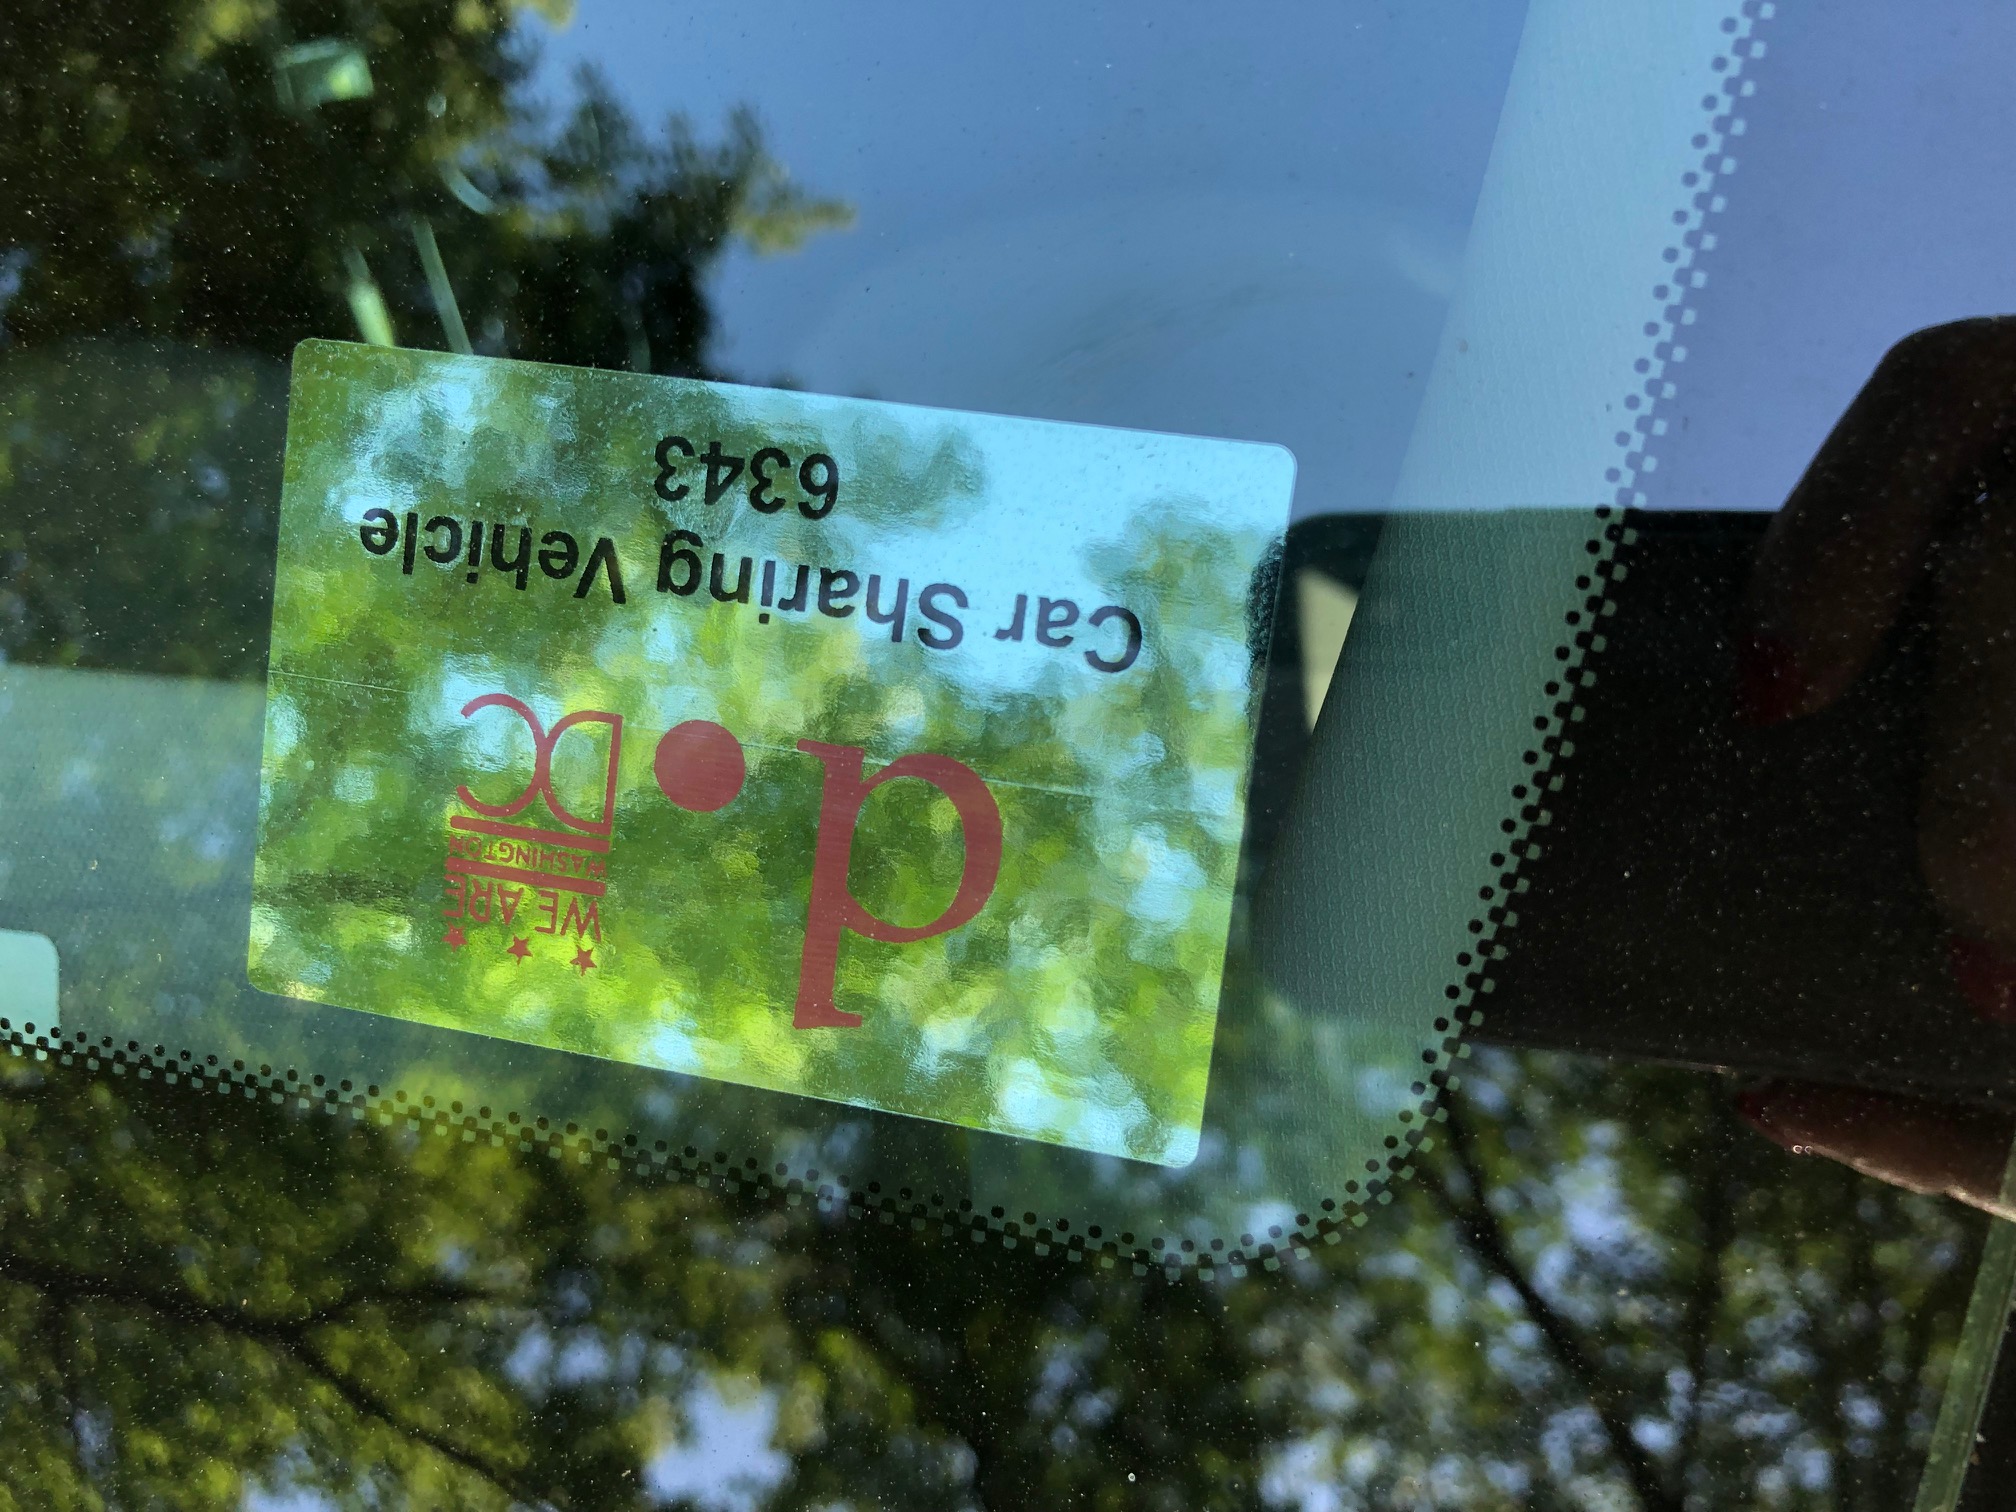 d.
WE ARE
WASHINGTON
DC
Car Sharing Vehicle
6343